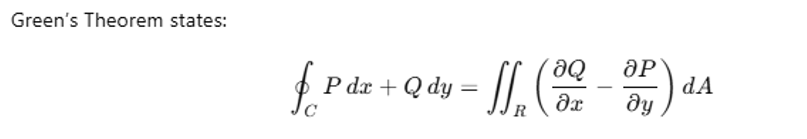 Green's Theorem states:
∮_C P dx + Q dy = ∬_R (∂Q/∂x − ∂P/∂y) dA